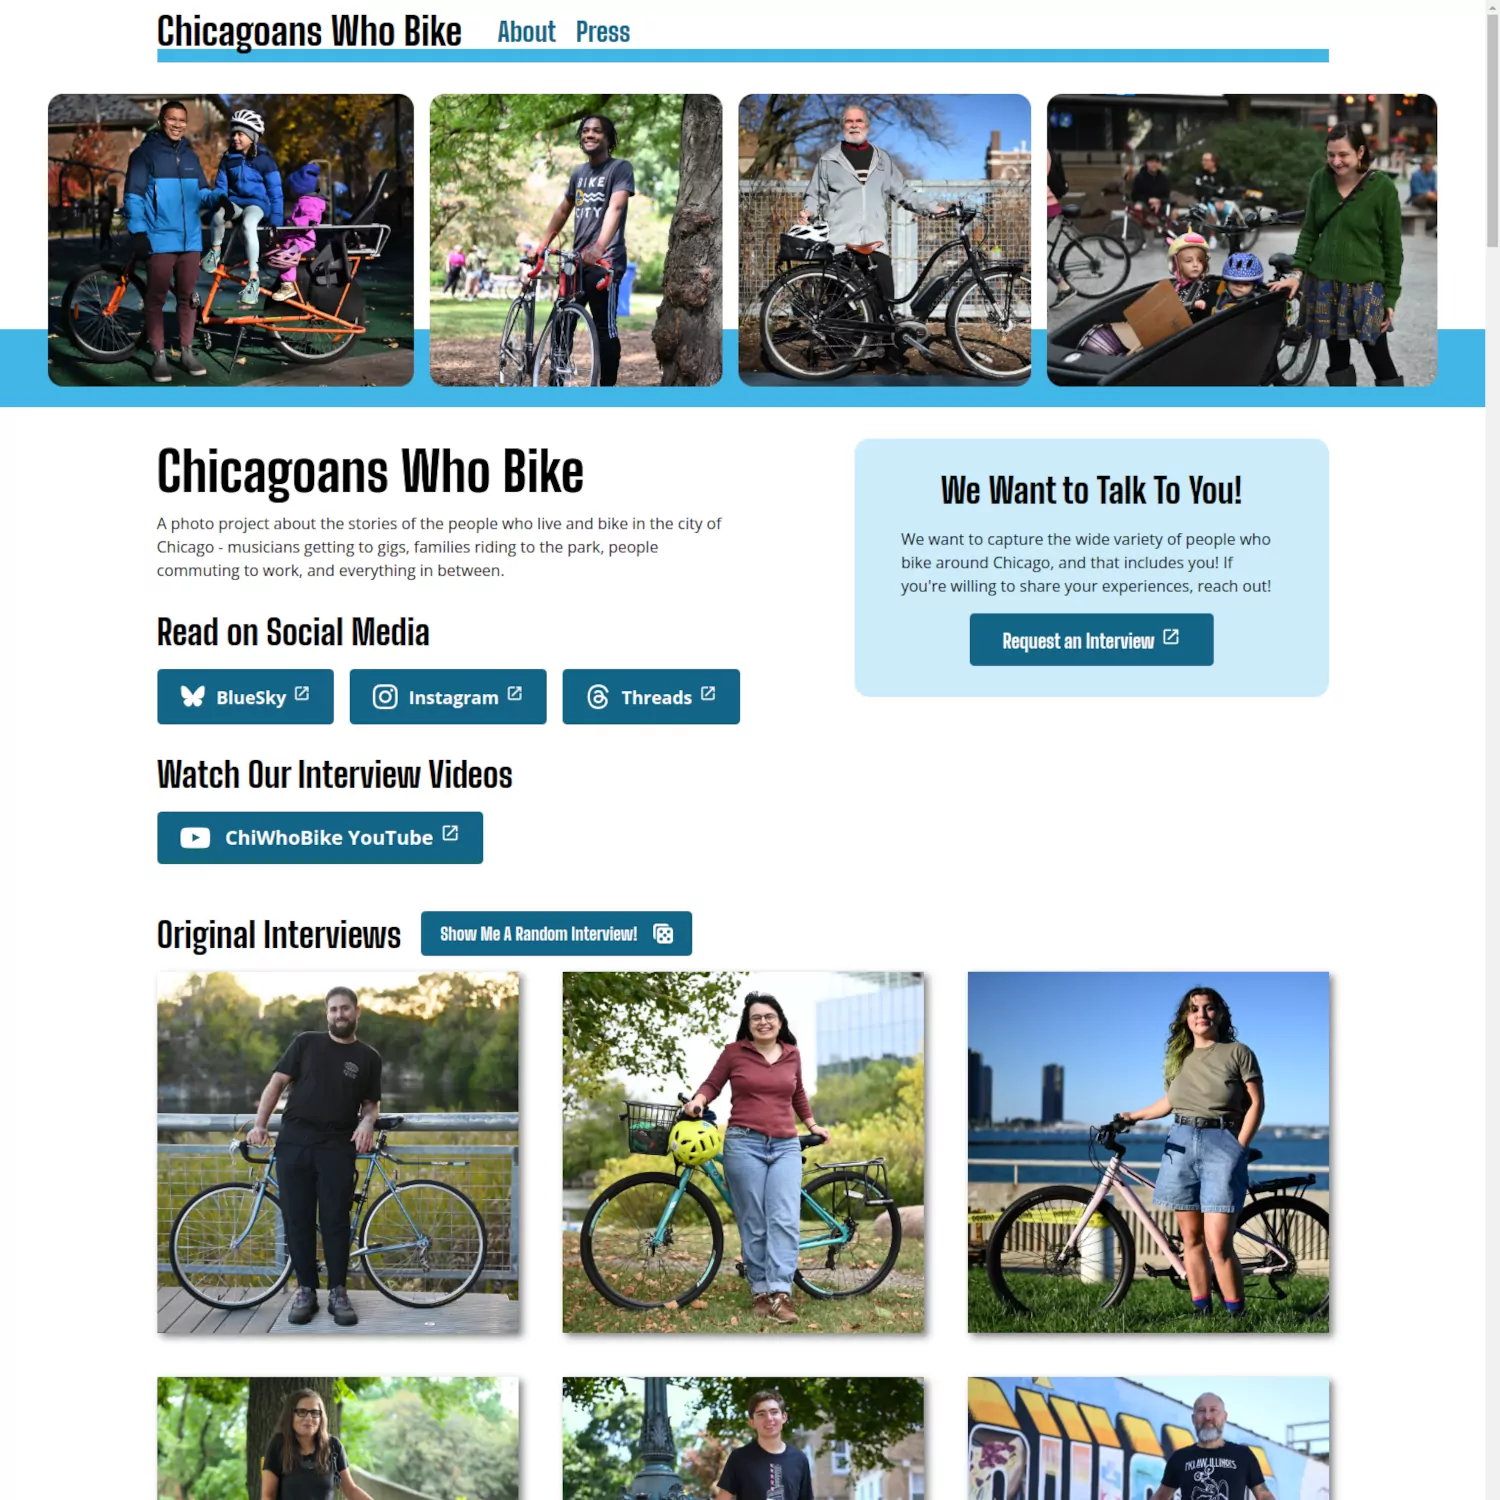 Chicagoans Who Bike
About
Press
BIKE
CITY
Chicagoans Who Bike
A photo project about the stories of the people who live and bike in the city of
Chicago - musicians getting to gigs, families riding to the park, people
commuting to work, and everything in between.
We Want to Talk To You!
We want to capture the wide variety of people who
bike around Chicago, and that includes you! If
you're willing to share your experiences, reach out!
Request an Interview
Read on Social Media
BlueSky
Instagram
Threads
Watch Our Interview Videos
ChiWhoBike YouTube
Original Interviews
Show Me A Random Interview!